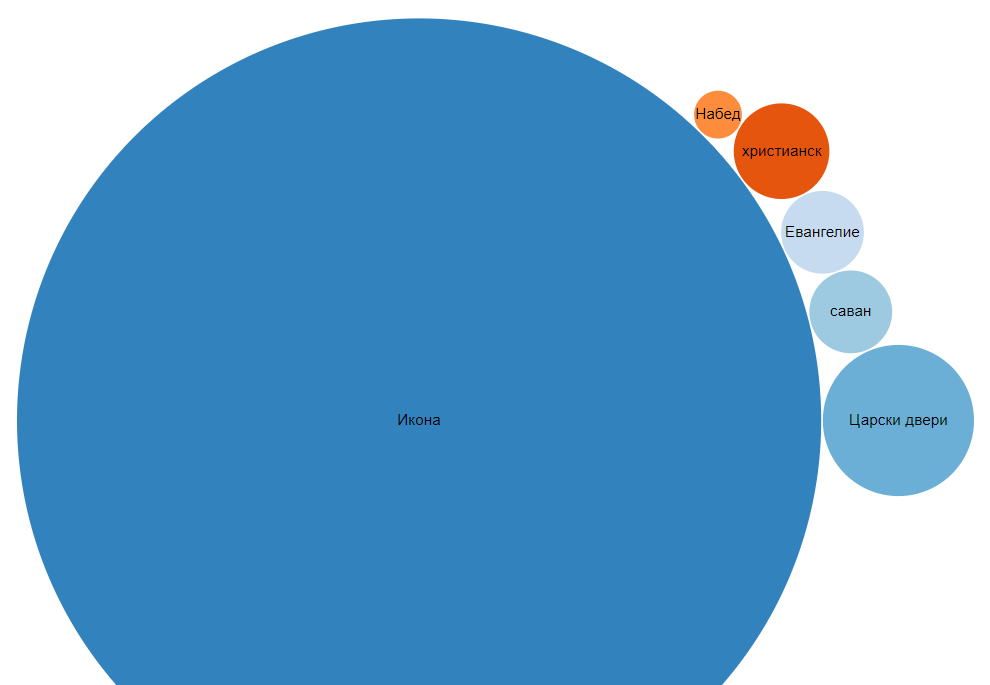 Набед
христианск
Евангелие
саван
Икона
Царски двери